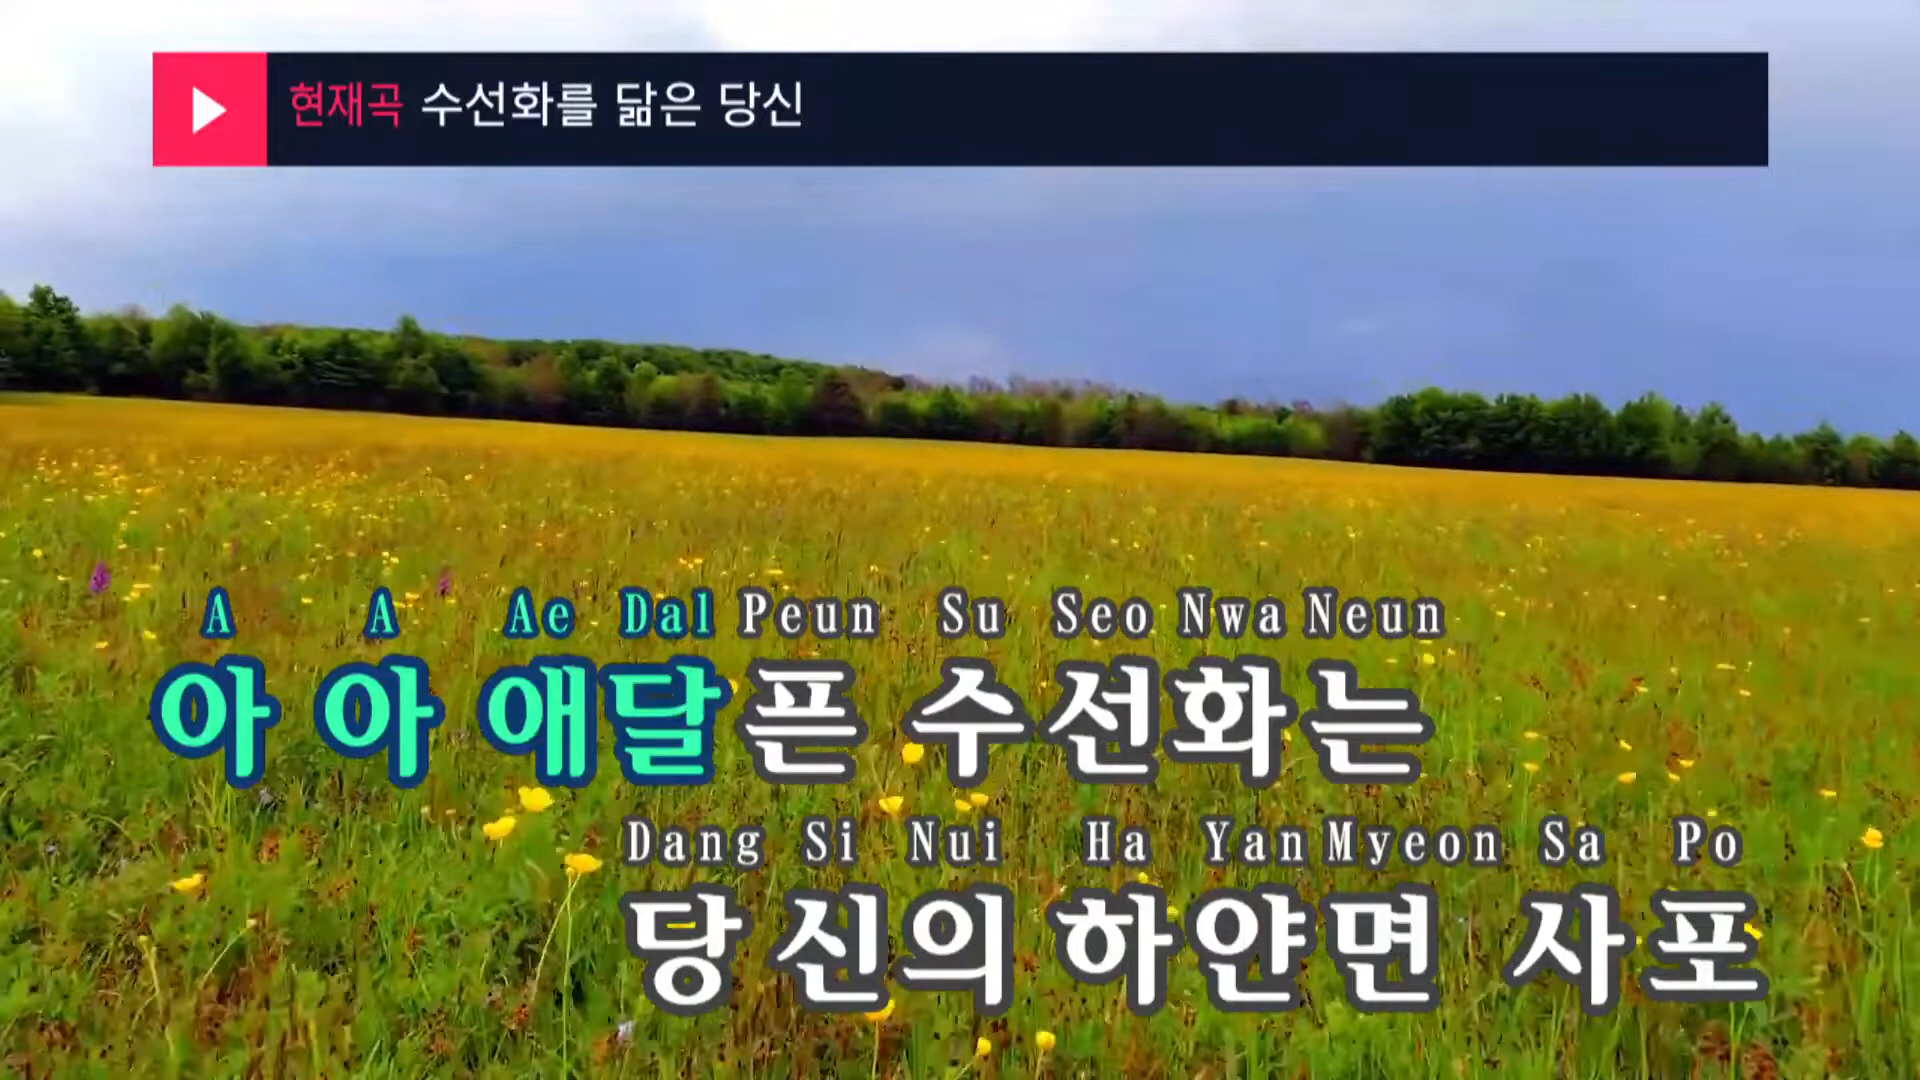 현재곡 수선화를 닮은 당신
A A Ae Dal Peun Su Seo Nwa Neun
아 아 애달픈 수선화는
Dang Si Nui Ha Yan Myeon Sa Po
당신의 하얀면 사포